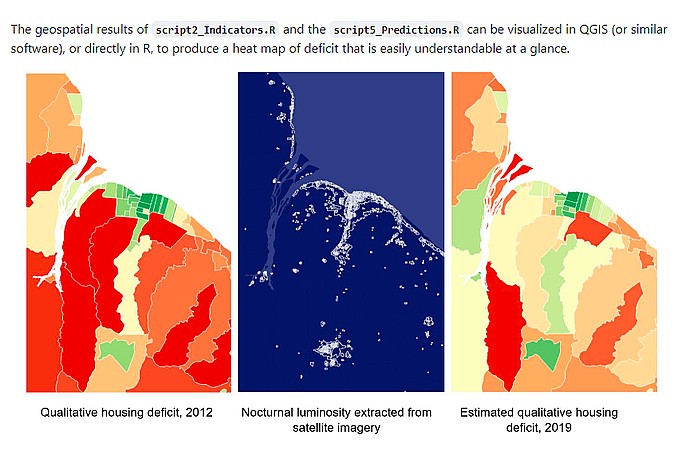 The geospatial results of script2_Indicators.R and the script5_Predictions.R can be visualized in QGIS (or similar
software), or directly in R, to produce a heat map of deficit that is easily understandable at a glance.
Qualitative housing deficit, 2012
Nocturnal luminosity extracted from
satellite imagery
Estimated qualitative housing
deficit, 2019